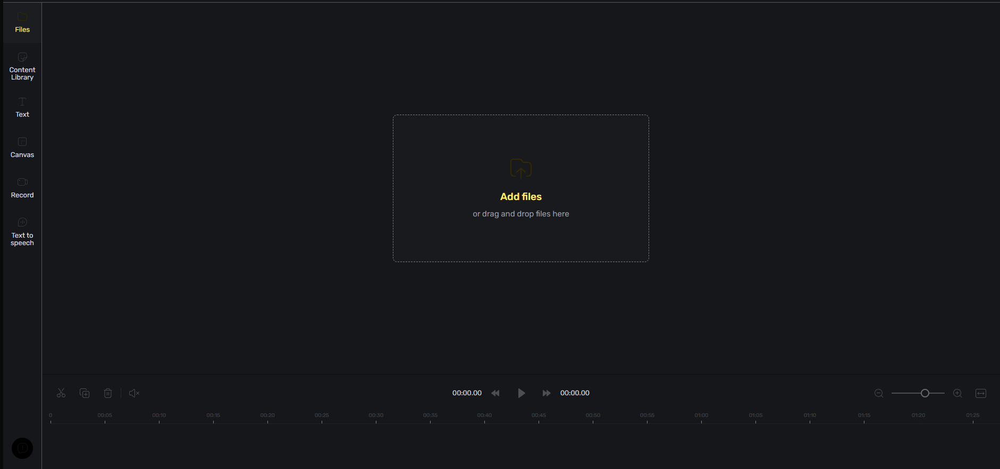 Files
Content
Library
Text
Canvas
Record
Text to
speech
Add files
or drag and drop files here
00:00.00 00:00.00
0 00:05 00:10 00:15 00:20 00:25 00:30 00:35 00:40 00:45 00:50 00:55 01:00 01:05 01:10 01:15 01:20 01:25